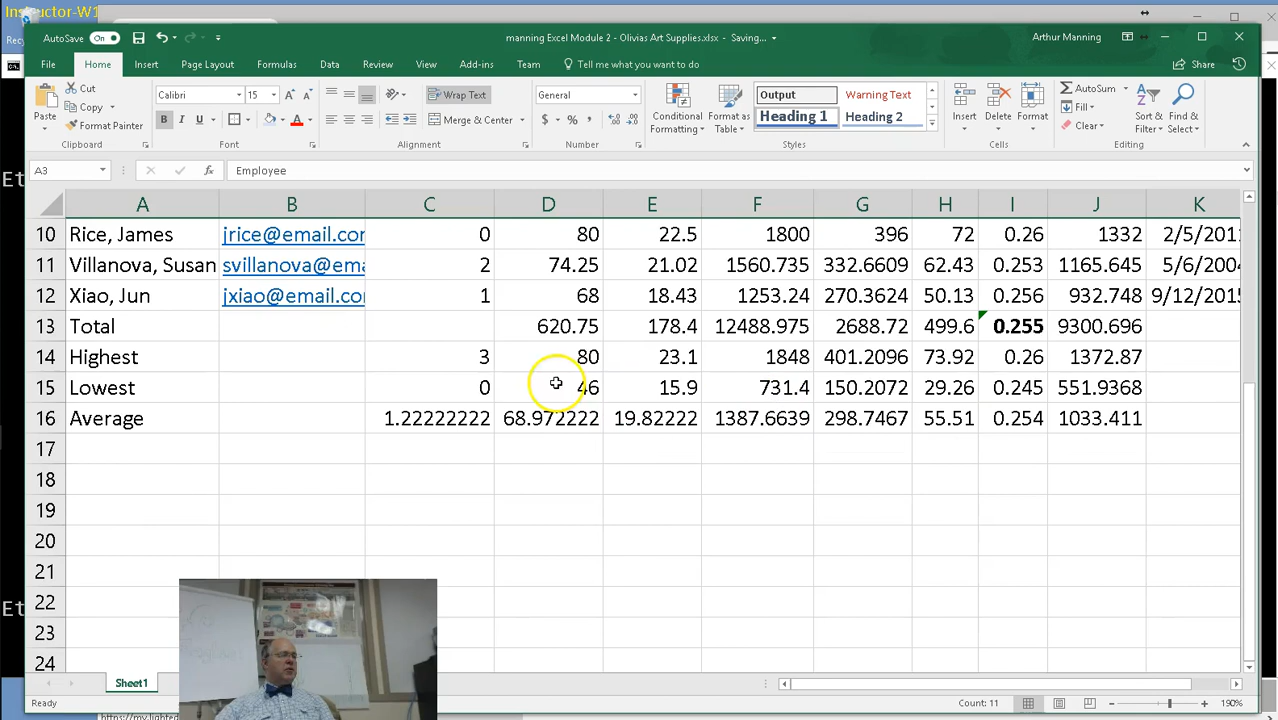 Instructor-W1
AutoSave On manning Excel Module 2 - Olivias Art Supplies.xlsx - Saving... Arthur Manning
File Home Insert Page Layout Formulas Data Review View Add-ins Team Tell me what you want to do Share
Cut
Copy
Format Painter
Paste
Calibri 15
B I U
Wrap Text
Merge & Center
General
$ % ,
Conditional Formatting
Format as Table
Output Warning Text
Heading 1 Heading 2
Insert Delete Format
AutoSum
Fill
Clear
Sort & Filter
Find & Select
Clipboard Font Alignment Number Styles Cells Editing
A3 fx Employee
A B C D E F G H I J K
10 Rice, James jrice@email.cor 0 80 22.5 1800 396 72 0.26 1332 2/5/201
11 Villanova, Susan svillanova@ema 2 74.25 21.02 1560.735 332.6609 62.43 0.253 1165.645 5/6/2004
12 Xiao, Jun jxiao@email.co 1 68 18.43 1253.24 270.3624 50.13 0.256 932.748 9/12/2015
13 Total 620.75 178.4 12488.975 2688.72 499.6 0.255 9300.696
14 Highest 3 80 23.1 1848 401.2096 73.92 0.26 1372.87
15 Lowest 0 46 15.9 731.4 150.2072 29.26 0.245 551.9368
16 Average 1.22222222 68.972222 19.82222 1387.6639 298.7467 55.51 0.254 1033.411
17
18
19
20
21
22
23
24
Sheet1
Ready Count: 11 190%